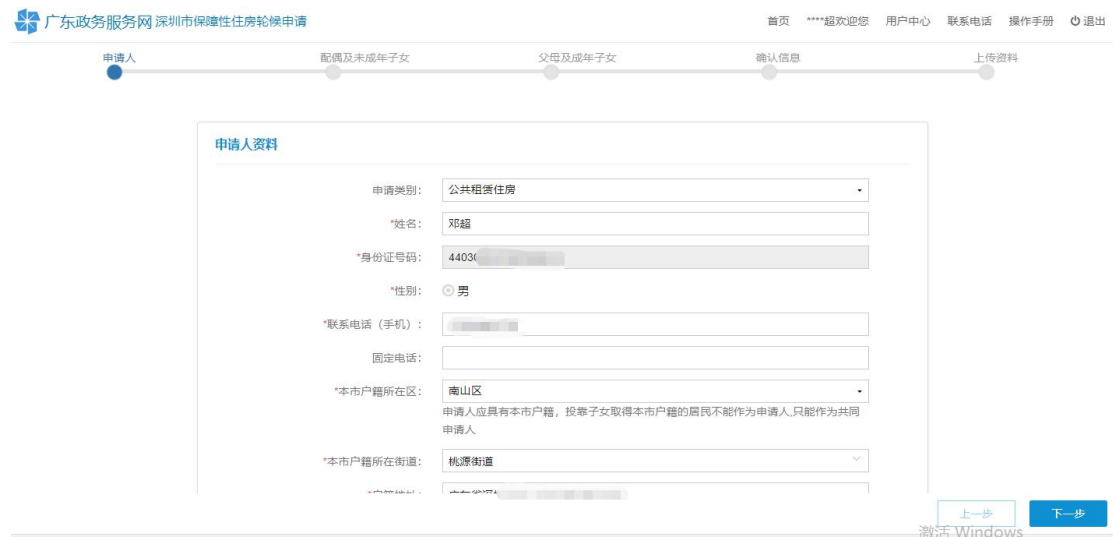 广东政务服务网 深圳市保障性住房轮候申请
首页 ****超欢迎您 用户中心 联系电话 操作手册 退出
申请人 配偶及未成年子女 父母及成年子女 确认信息 上传资料
申请人资料
申请类别： 公共租赁住房
*姓名： 邓超
*身份证号码： 4403
*性别： 男
*联系电话（手机）：
固定电话：
*本市户籍所在区： 南山区
申请人应具有本市户籍，投靠子女取得本市户籍的居民不能作为申请人,只能作为共同
申请人
*本市户籍所在街道： 桃源街道
上一步 下一步
激活 Windows